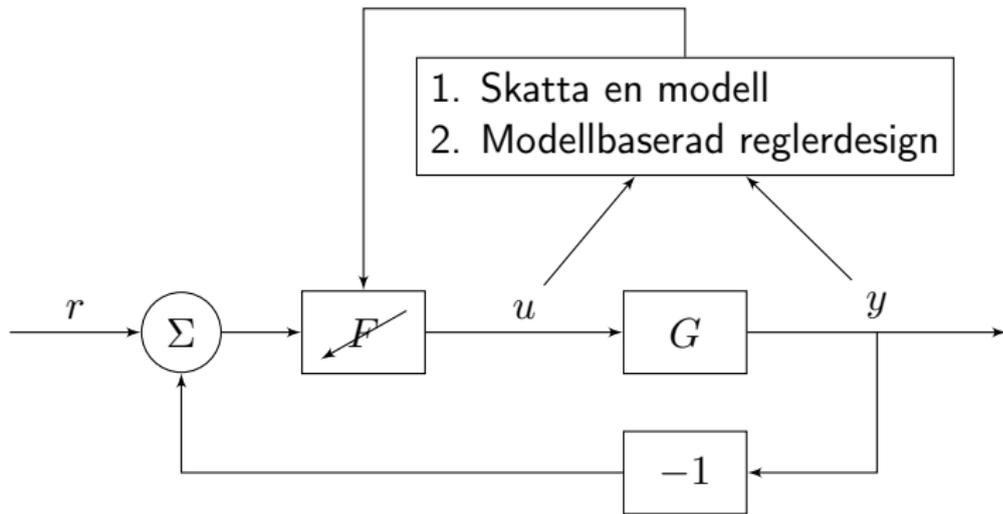 1. Skatta en modell
2. Modellbaserad reglerdesign
r
Σ
F
u
G
y
−1